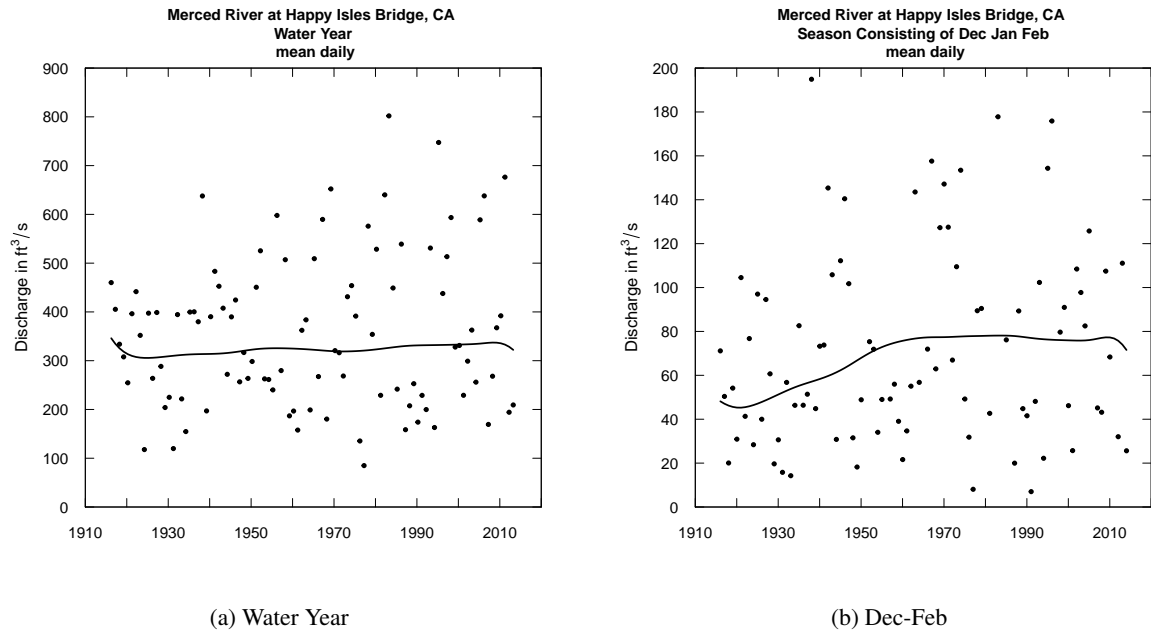 Merced River at Happy Isles Bridge, CA
Water Year
mean daily
900
800
700
600
500
400
300
200
100
0
Discharge in ft³/s
1910 1930 1950 1970 1990 2010
(a) Water Year
Merced River at Happy Isles Bridge, CA
Season Consisting of Dec Jan Feb
mean daily
200
180
160
140
120
100
80
60
40
20
0
Discharge in ft³/s
1910 1930 1950 1970 1990 2010
(b) Dec-Feb